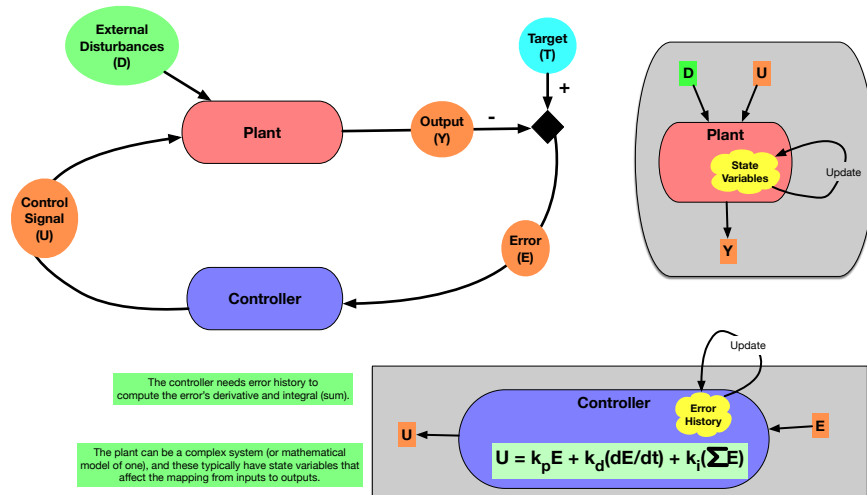 External
Disturbances
(D)
Target
(T)
+
Plant
Output
(Y)
-
Control
Signal
(U)
Error
(E)
Controller
D
U
Plant
State
Variables
Update
Y
The controller needs error history to
compute the error's derivative and integral (sum).
The plant can be a complex system (or mathematical
model of one), and these typically have state variables that
affect the mapping from inputs to outputs.
Update
Controller
Error
History
U
E
U = kpE + kd(dE/dt) + ki(∑E)